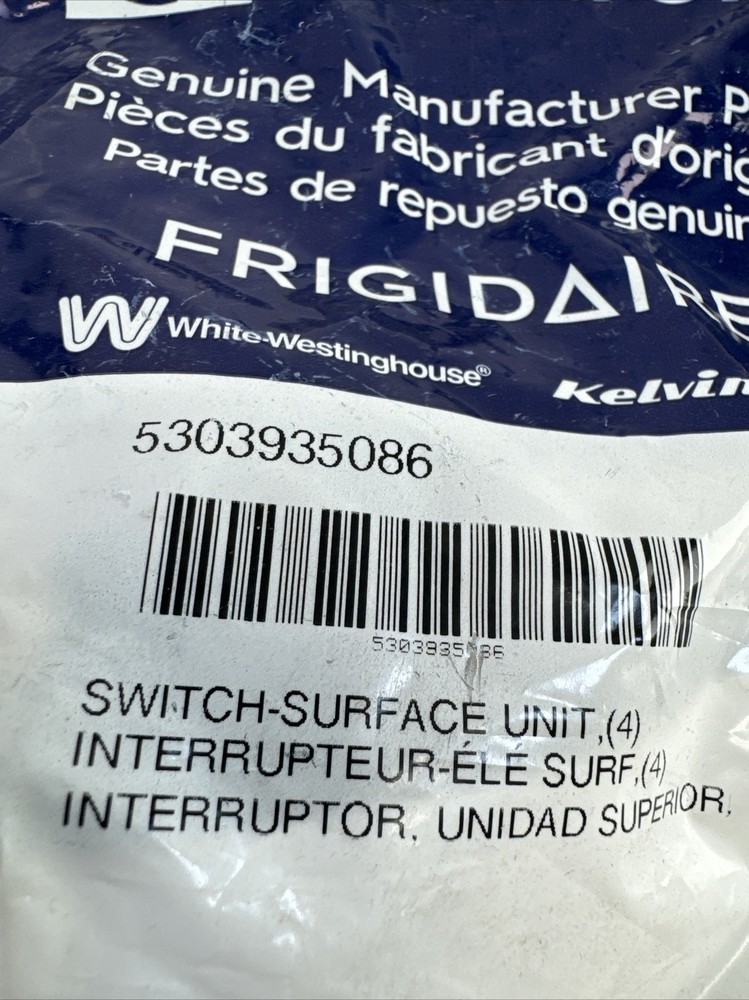 Genuine Manufacturer P
Pièces du fabricant d'orig
Partes de repuesto genuin
FRIGIDAIRE
W White-Westinghouse®
Kelvin
5303935086
5303935086
SWITCH-SURFACE UNIT,(4)
INTERRUPTEUR-ÉLÉ SURF,(4)
INTERRUPTOR, UNIDAD SUPERIOR,